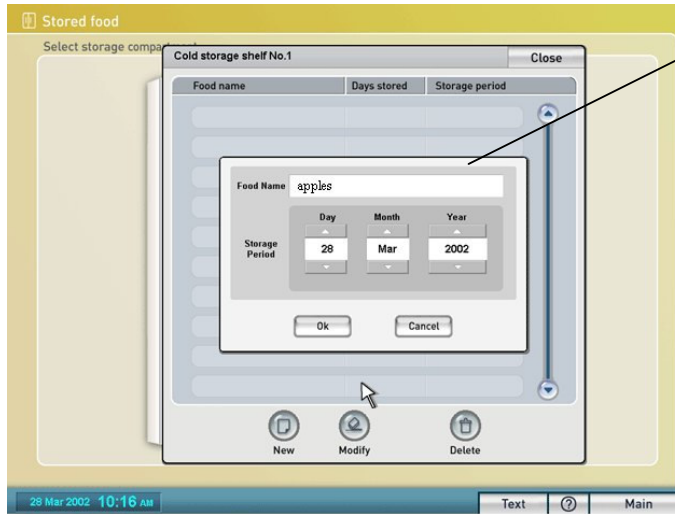 Stored food
Select storage compa
Cold storage shelf No.1 Close
Food name Days stored Storage period
Food Name apples
Day Month Year
Storage Period 28 Mar 2002
Ok Cancel
New Modify Delete
28 Mar 2002 10:16 AM Text ? Main